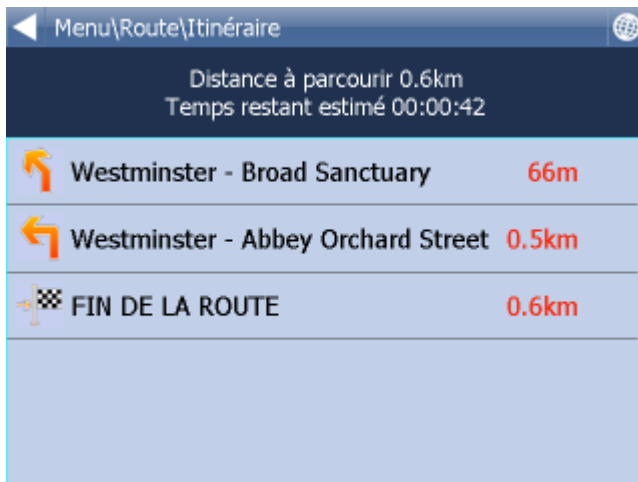 Menu\Route\Itinéraire
Distance à parcourir 0.6km
Temps restant estimé 00:00:42
Westminster - Broad Sanctuary 66m
Westminster - Abbey Orchard Street 0.5km
FIN DE LA ROUTE 0.6km